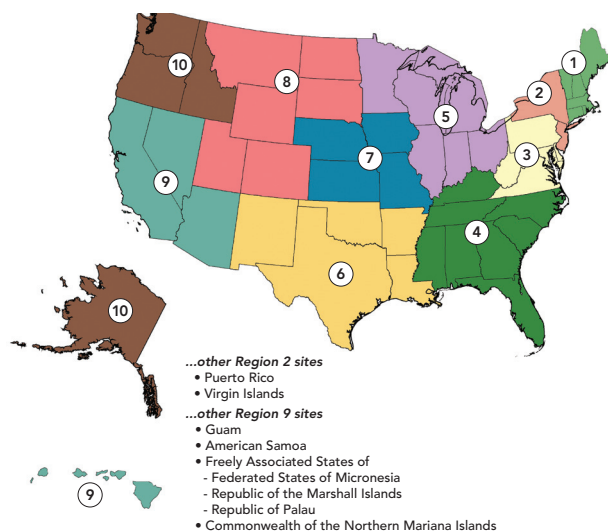 1
10
8
2
5
3
7
9
4
6
10
...other Region 2 sites
• Puerto Rico
• Virgin Islands
...other Region 9 sites
• Guam
• American Samoa
• Freely Associated States of
- Federated States of Micronesia
- Republic of the Marshall Islands
- Republic of Palau
• Commonwealth of the Northern Mariana Islands
9